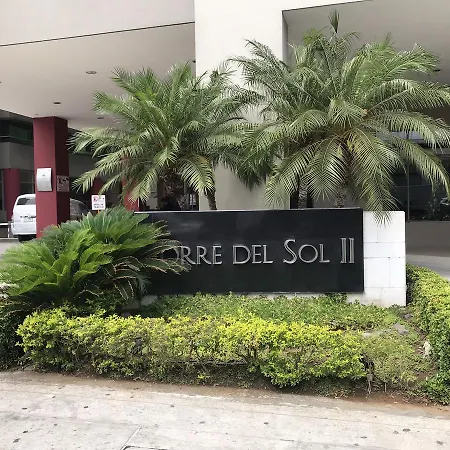 ORRE DEL SOL II